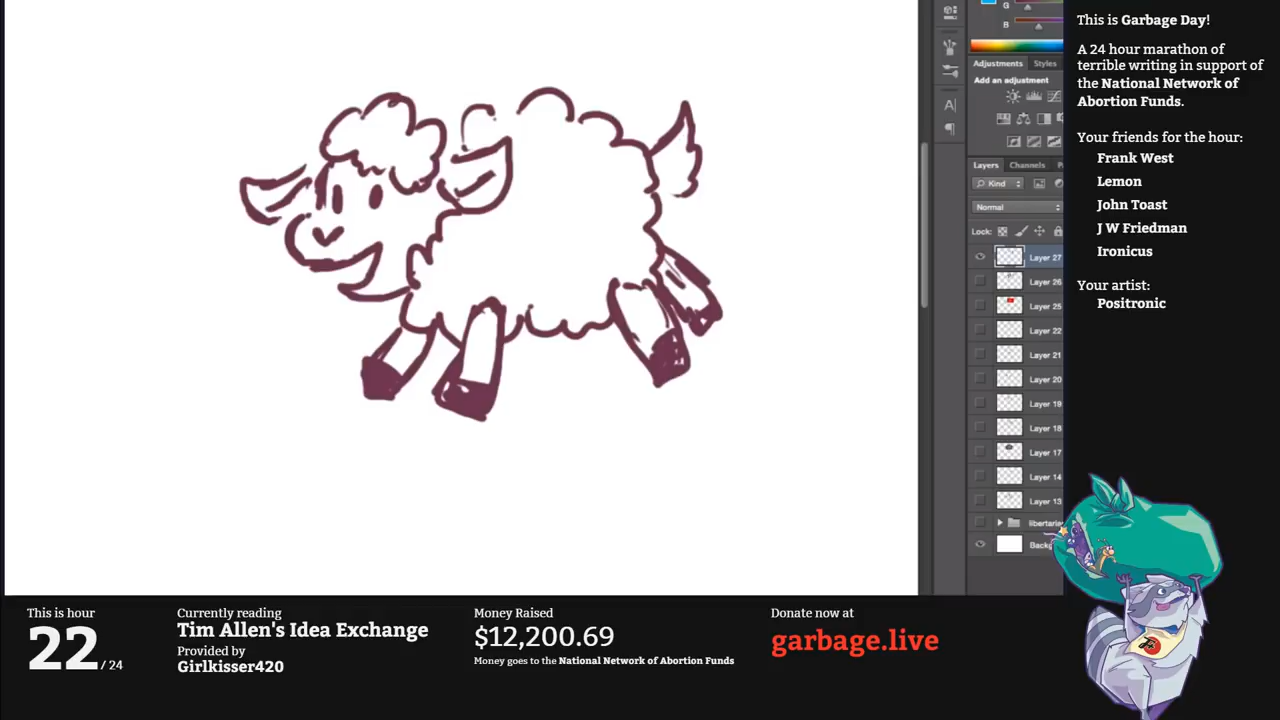 G
B
Adjustments
Styles
Add an adjustment
A|
Layers
Channels
Kind
Normal
Lock:
Layer 27
Layer 26
Layer 25
Layer 22
Layer 21
Layer 20
Layer 19
Layer 18
Layer 17
Layer 14
Layer 13
This is Garbage Day!
A 24 hour marathon of
terrible writing in support of
the National Network of
Abortion Funds.
Your friends for the hour:
Frank West
Lemon
John Toast
J W Friedman
Ironicus
Your artist:
Positronic
This is hour
22 / 24
Currently reading
Tim Allen's Idea Exchange
Provided by
Girlkisser420
Money Raised
$12,200.69
Money goes to the National Network of Abortion Funds
Donate now at
garbage.live